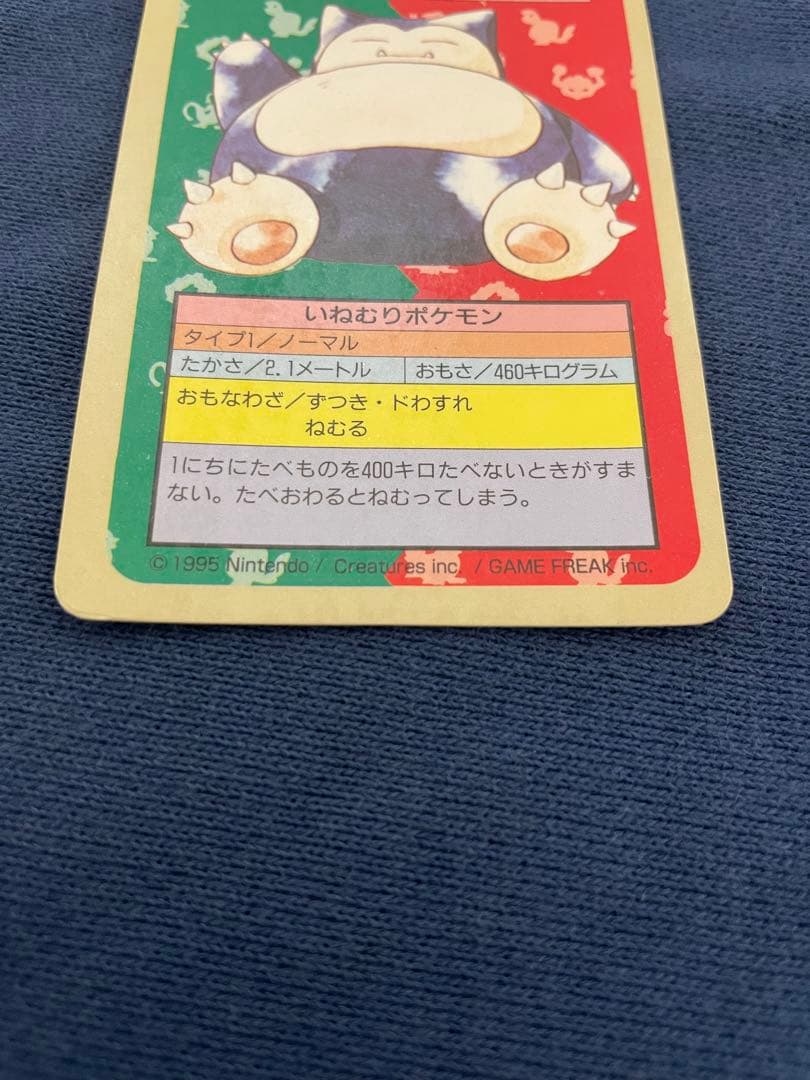 いねむりポケモン
タイプ1/ノーマル
たかさ/2.1メートル おもさ/460キログラム
おもなわざ/ずつき・ドわすれ
ねむる
1にちにたべものを400キロたべないときがすま
ない。たべおわるとねむってしまう。
©1995 Nintendo / Creatures inc. / GAME FREAK inc.